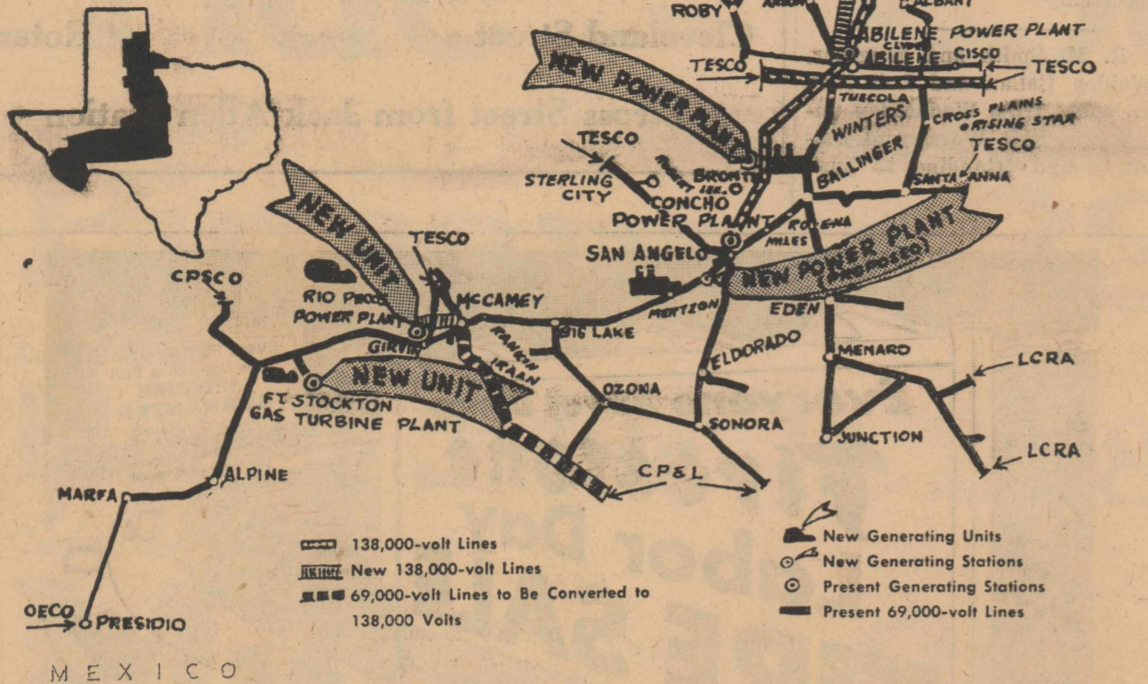 ROBY
ALBANY
ABILENE POWER PLANT
CLYDE
ABILENE CISCO
TESCO
TESCO
TUSCOLA
WINTERS
CROSS PLAINS
RISING STAR
TESCO
NEW POWER PLANT
BALLINGER
SANTA ANNA
TESCO
STERLING CITY
ROBERT LEE
BRONTE
CONCHO
POWER PLANT
ROWENA
MILES
SAN ANGELO
NEW POWER PLANT
(PROPOSED)
NEW UNIT
TESCO
CPSCO
RIO PECOS
POWER PLANT
MCCAMEY
MERTZON
EDEN
GIRVIN
RANKIN
IRAAN
BIG LAKE
ELDORADO
MENARD
LCRA
NEW UNIT
FT. STOCKTON
GAS TURBINE PLANT
OZONA
SONORA
JUNCTION
LCRA
CP&L
ALPINE
MARFA
OECO
PRESIDIO
MEXICO
138,000-volt Lines
New 138,000-volt Lines
69,000-volt Lines to Be Converted to
138,000 Volts
New Generating Units
New Generating Stations
Present Generating Stations
Present 69,000-volt Lines